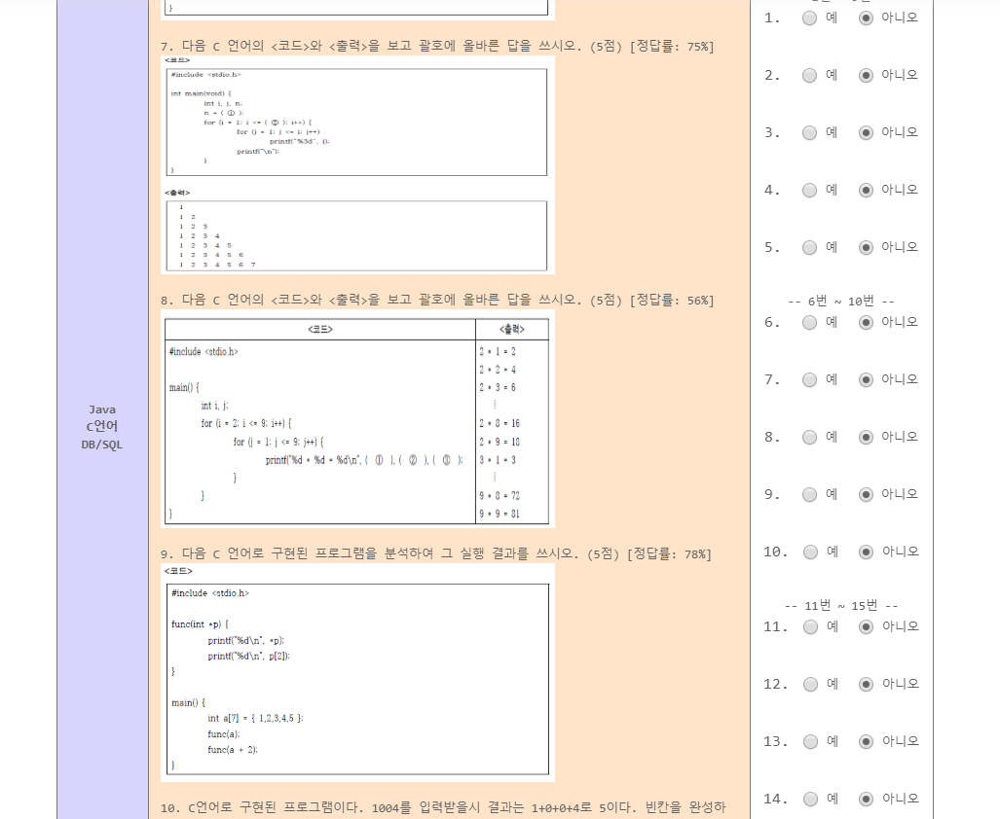 Java
C언어
DB/SQL
}
7. 다음 C 언어의 <코드>와 <출력>을 보고 괄호에 올바른 답을 쓰시오. (5점) [정답률: 75%]
<코드>
#include <stdio.h>
int main(void) {
int i, j, n;
n = ( ① );
for (i = 1; i <= ( ② ); i++) {
for (j = 1; j <= i; j++)
printf("%3d", j);
printf("\n");
}
}
<출력>
1
1 2
1 2 3
1 2 3 4
1 2 3 4 5
1 2 3 4 5 6
1 2 3 4 5 6 7
8. 다음 C 언어의 <코드>와 <출력>을 보고 괄호에 올바른 답을 쓰시오. (5점) [정답률: 56%]
<코드> <출력>
#include <stdio.h> 2 * 1 = 2
2 * 2 = 4
main() { 2 * 3 = 6
int i, j; ⁝
for (i = 2; i <= 9; i++) { 2 * 8 = 16
for (j = 1; j <= 9; j++) { 2 * 9 = 18
printf("%d * %d = %d\n", ( ① ), ( ② ), ( ③ ); 3 * 1 = 3
} ⁝
} 9 * 8 = 72
} 9 * 9 = 81
9. 다음 C 언어로 구현된 프로그램을 분석하여 그 실행 결과를 쓰시오. (5점) [정답률: 78%]
<코드>
#include <stdio.h>
func(int *p) {
printf("%d\n", *p);
printf("%d\n", p[2]);
}
main() {
int a[7] = { 1,2,3,4,5 };
func(a);
func(a + 2);
}
10. C언어로 구현된 프로그램이다. 1004를 입력받을시 결과는 1+0+0+4로 5이다. 빈칸을 완성하
1. 예 아니오
2. 예 아니오
3. 예 아니오
4. 예 아니오
5. 예 아니오
-- 6번 ~ 10번 --
6. 예 아니오
7. 예 아니오
8. 예 아니오
9. 예 아니오
10. 예 아니오
-- 11번 ~ 15번 --
11. 예 아니오
12. 예 아니오
13. 예 아니오
14. 예 아니오